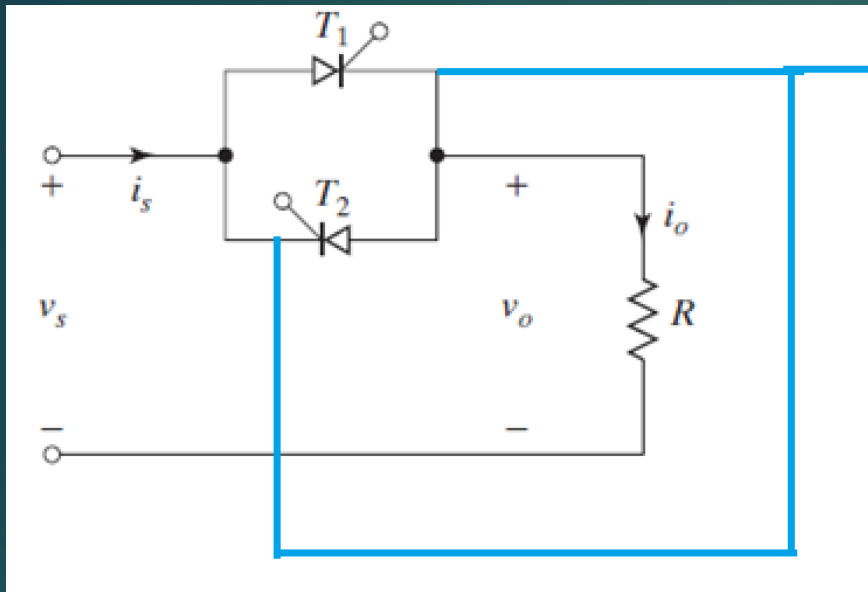 T₁
+ iₛ T₂ + iₒ
vₛ vₒ R
− −